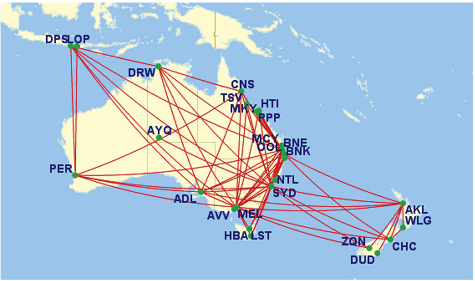 DPS LOP
DRW
CNS
TSV
MKY HTI
PPP
AYQ
MCY BNE
OOL BNK
PER
NTL
ADL SYD
AVV MEL
AKL
WLG
HBA LST
ZQN CHC
DUD